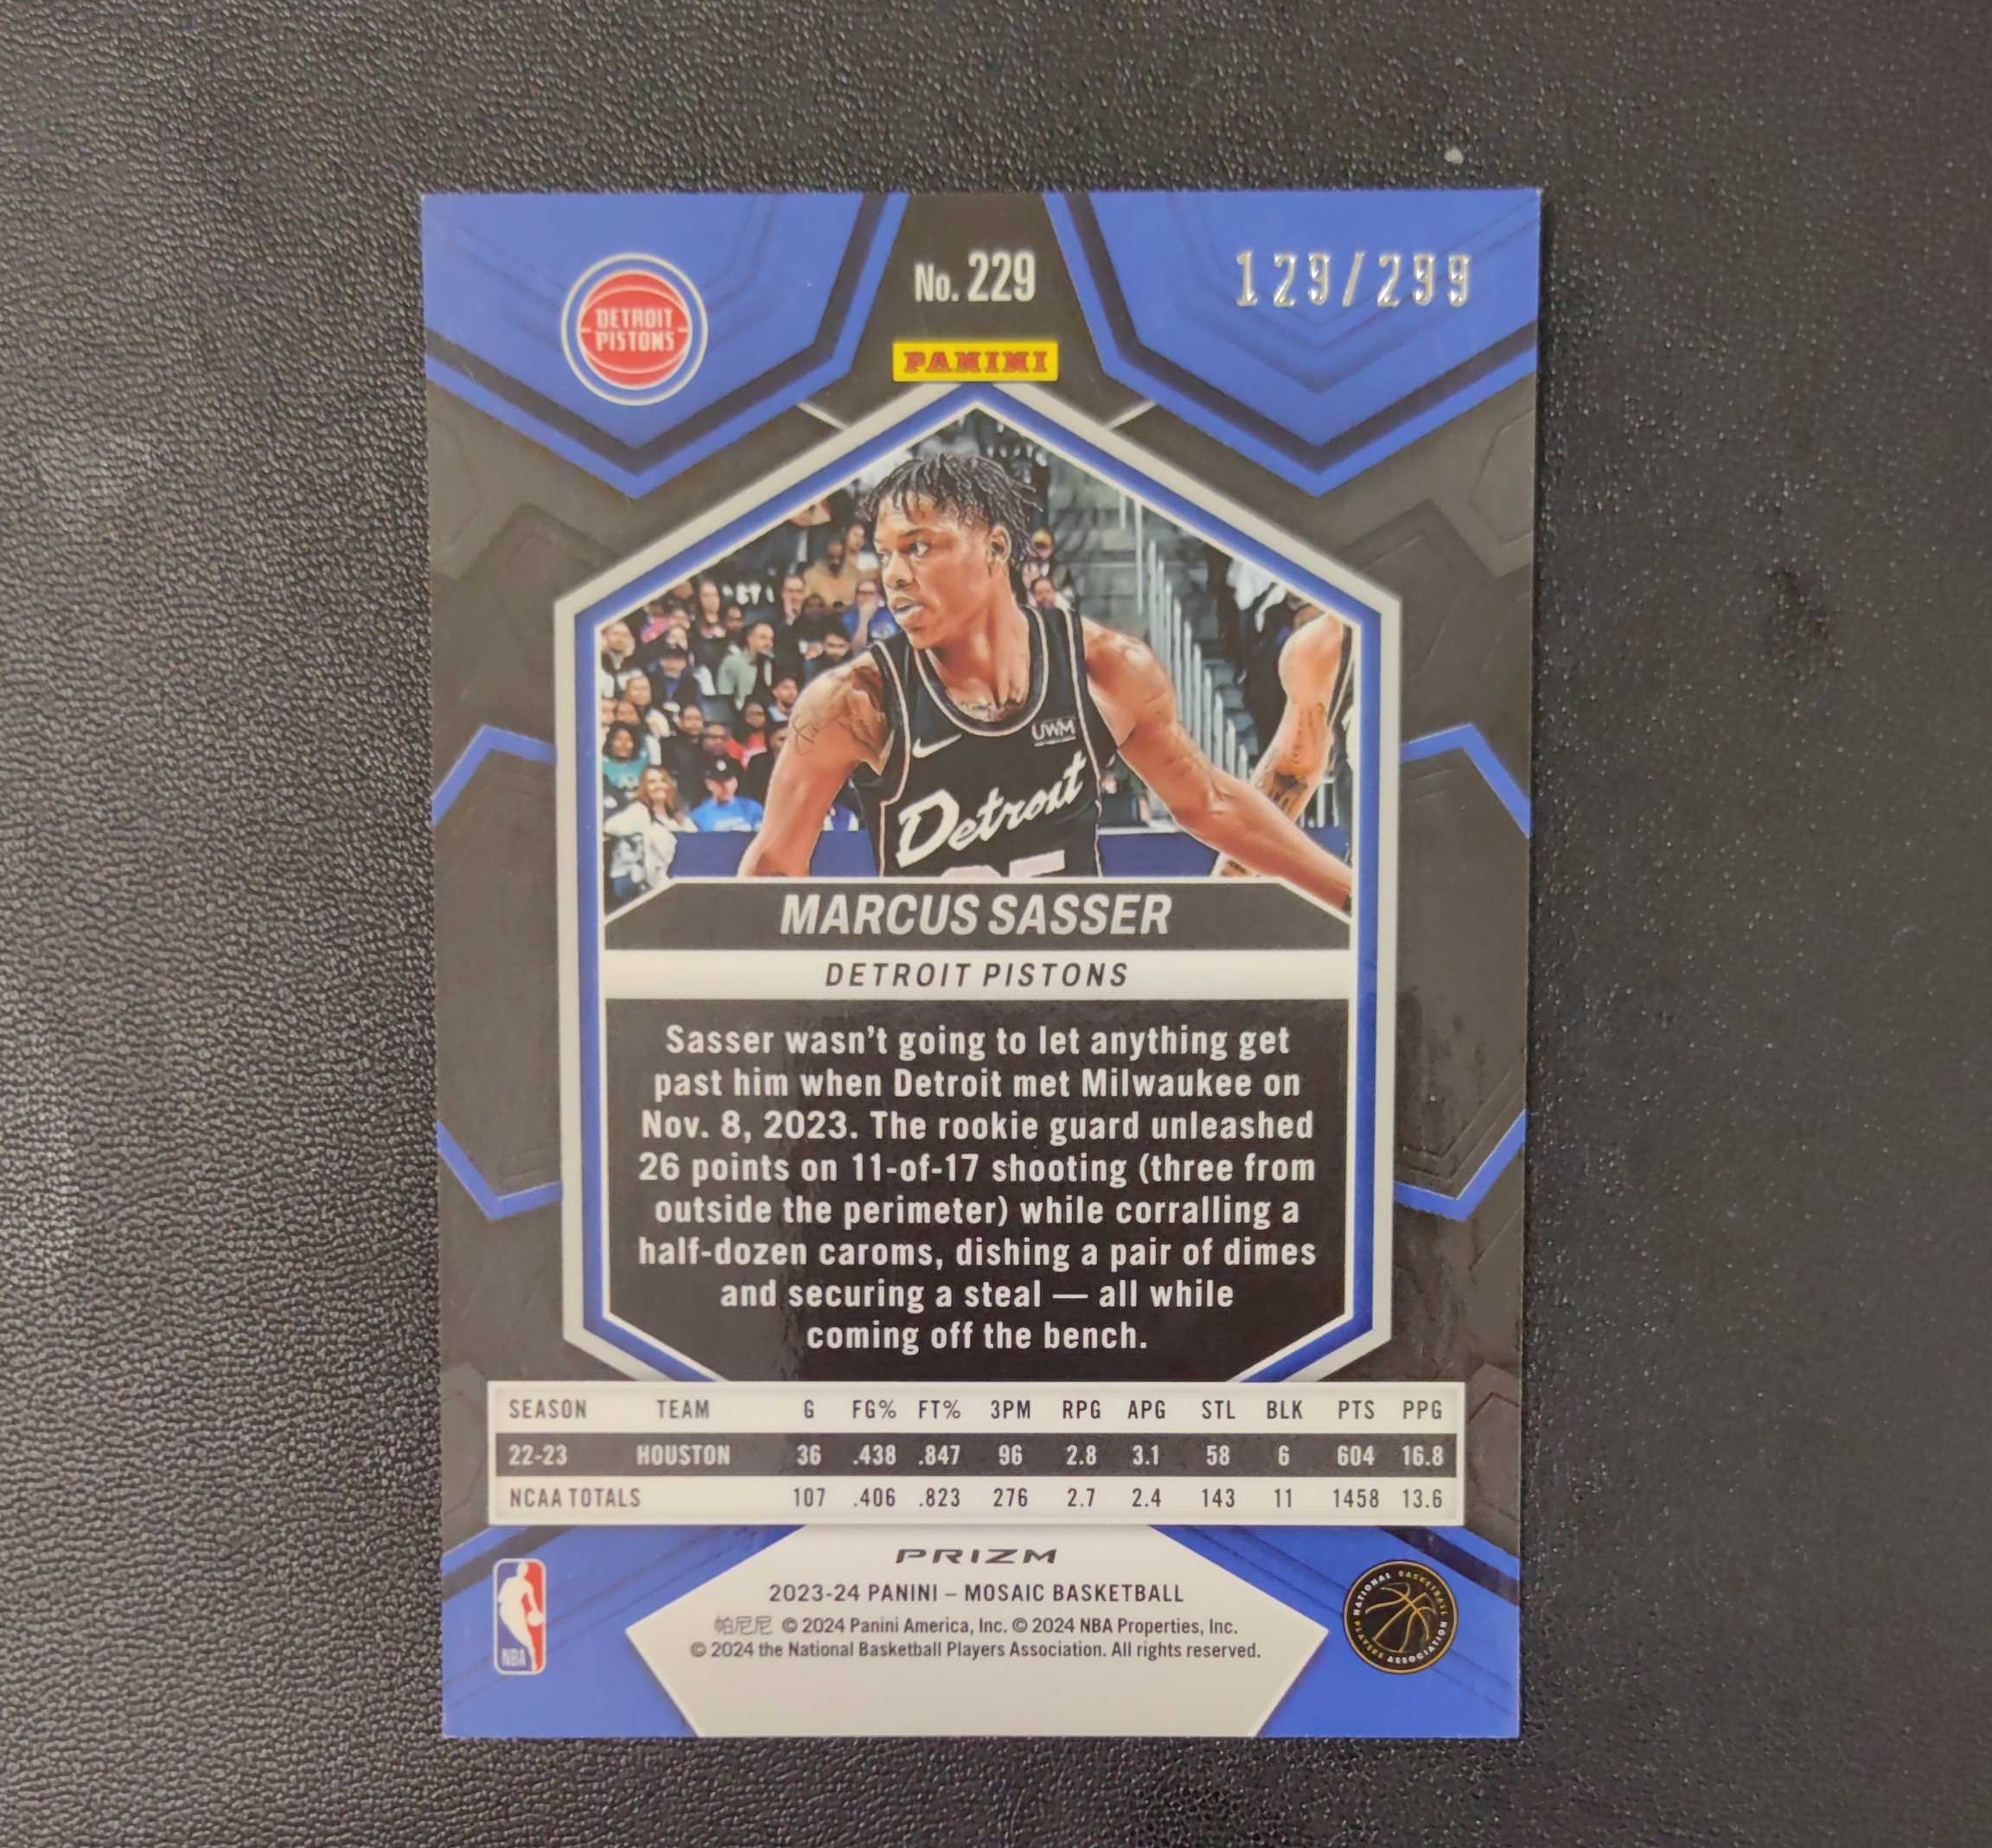 No. 229
129/299
DETROIT
PISTONS
PANINI
UWM
Detroit
MARCUS SASSER
DETROIT PISTONS
Sasser wasn't going to let anything get
past him when Detroit met Milwaukee on
Nov. 8, 2023. The rookie guard unleashed
26 points on 11-of-17 shooting (three from
outside the perimeter) while corralling a
half-dozen caroms, dishing a pair of dimes
and securing a steal — all while
coming off the bench.
SEASON TEAM G FG% FT% 3PM RPG APG STL BLK PTS PPG
22-23 HOUSTON 36 .438 .847 96 2.8 3.1 58 6 604 16.8
NCAA TOTALS 107 .406 .823 276 2.7 2.4 143 11 1458 13.6
PRIZM
2023-24 PANINI – MOSAIC BASKETBALL
帕尼尼 © 2024 Panini America, Inc. © 2024 NBA Properties, Inc.
© 2024 the National Basketball Players Association. All rights reserved.
NBA
NATIONAL BASKETBALL PLAYERS ASSOCIATION